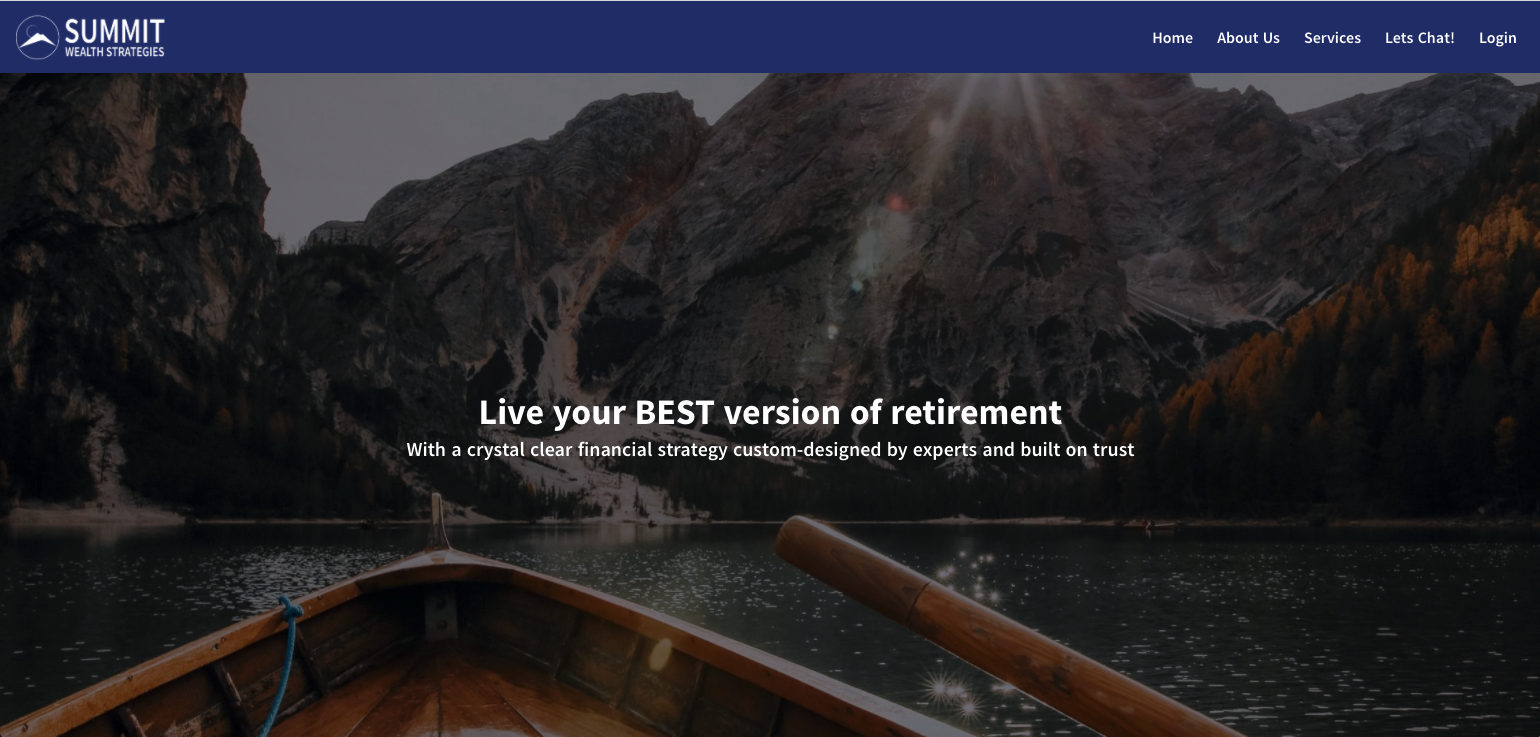 SUMMIT
WEALTH STRATEGIES
Home About Us Services Lets Chat! Login
Live your BEST version of retirement
With a crystal clear financial strategy custom-designed by experts and built on trust